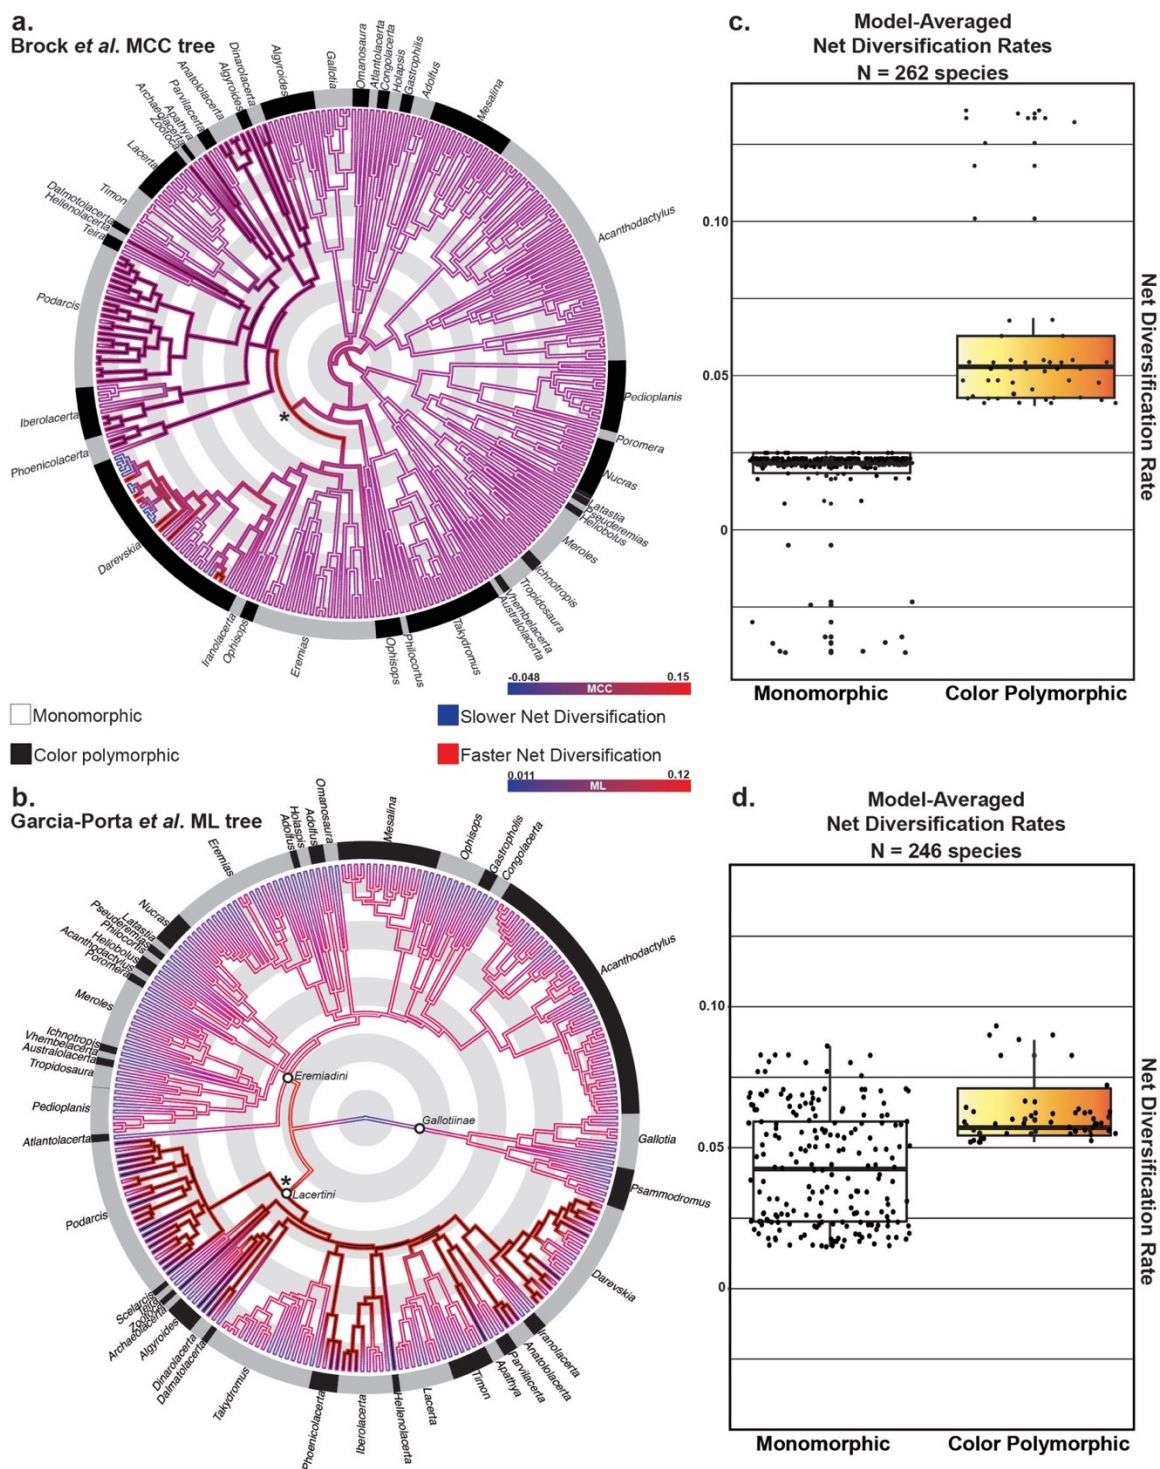 a.
Brock et al. MCC tree
Omanosaura
Atlantolacerta
Congolacerta
Holapsis
Gastrophilis
Adolfus
Mesalina
Acanthodactylus
Pedioplanis
Poromera
Nucras
Latastia
Pseuderemias
Heliobolus
Meroles
Ichnotropis
Tropidosaura
Vhembelacerta
Australolacerta
Takydromus
Philocortus
Ophisops
Eremias
Ophisops
Iranolacerta
Darevskia
Phoenicolacerta
Iberolacerta
Podarcis
Teira
Hellenolacerta
Dalmotolacerta
Timon
Lacerta
Zootoca
Archaeolacerta
Apathya
Parvilacerta
Anatololacerta
Algyroides
Dinarolacerta
Algyroides
Gallotia
*
-0.048
0.15
MCC
Monomorphic
Color polymorphic
Slower Net Diversification
Faster Net Diversification
0.011
0.12
ML
c.
Model-Averaged
Net Diversification Rates
N = 262 species
0.10
0.05
0
Net Diversification Rate
Monomorphic
Color Polymorphic
b.
Garcia-Porta et al. ML tree
Omanosaura
Mesalina
Ophisops
Gastropholis
Congolacerta
Acanthodactylus
Gallotia
Psammodromus
Darevskia
Iranolacerta
Anatololacerta
Parvilacerta
Apathya
Timon
Lacerta
Hellenolacerta
Iberolacerta
Phoenicolacerta
Takydromus
Dalmatolacerta
Dinarolacerta
Algyroides
Archaeolacerta
Zootoca
Teira
Scelarcis
Podarcis
Atlantolacerta
Pedioplanis
Tropidosaura
Australolacerta
Vhembelacerta
Ichnotropis
Meroles
Poromera
Acanthodactylus
Heliobolus
Philocortis
Pseuderemias
Latastia
Nucras
Eremias
Adolfus
Holaspis
Adolfus
Eremiadini
Gallotiinae
*
Lacertini
d.
Model-Averaged
Net Diversification Rates
N = 246 species
0.10
0.05
0
Net Diversification Rate
Monomorphic
Color Polymorphic